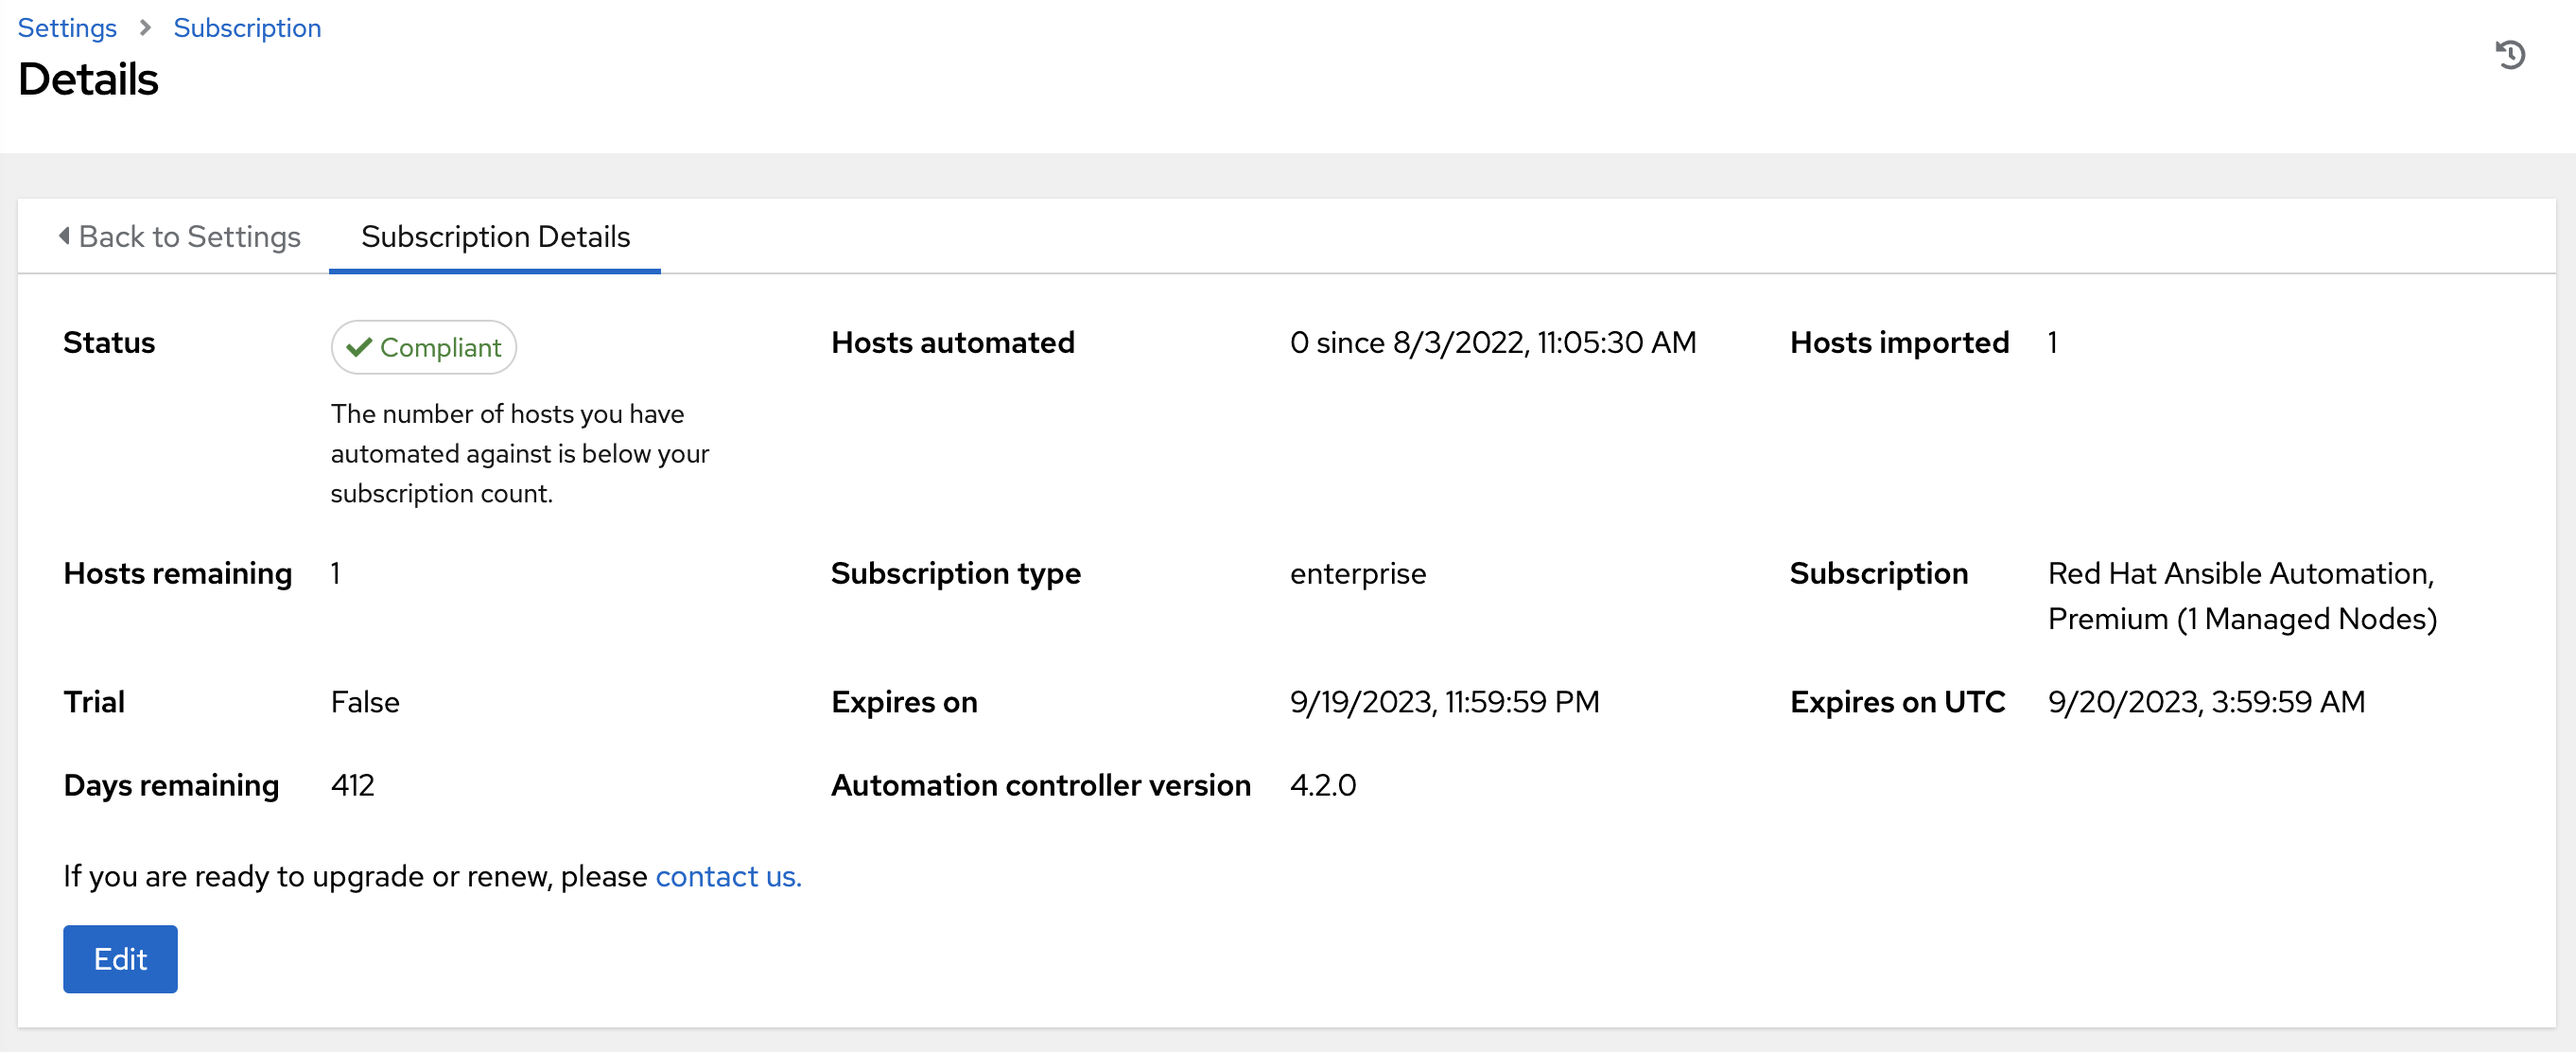 Settings Subscription
Details
Back to Settings Subscription Details
Status Compliant Hosts automated 0 since 8/3/2022, 11:05:30 AM Hosts imported 1
The number of hosts you have
automated against is below your
subscription count.
Hosts remaining 1 Subscription type enterprise Subscription Red Hat Ansible Automation,
Premium (1 Managed Nodes)
Trial False Expires on 9/19/2023, 11:59:59 PM Expires on UTC 9/20/2023, 3:59:59 AM
Days remaining 412 Automation controller version 4.2.0
If you are ready to upgrade or renew, please contact us.
Edit